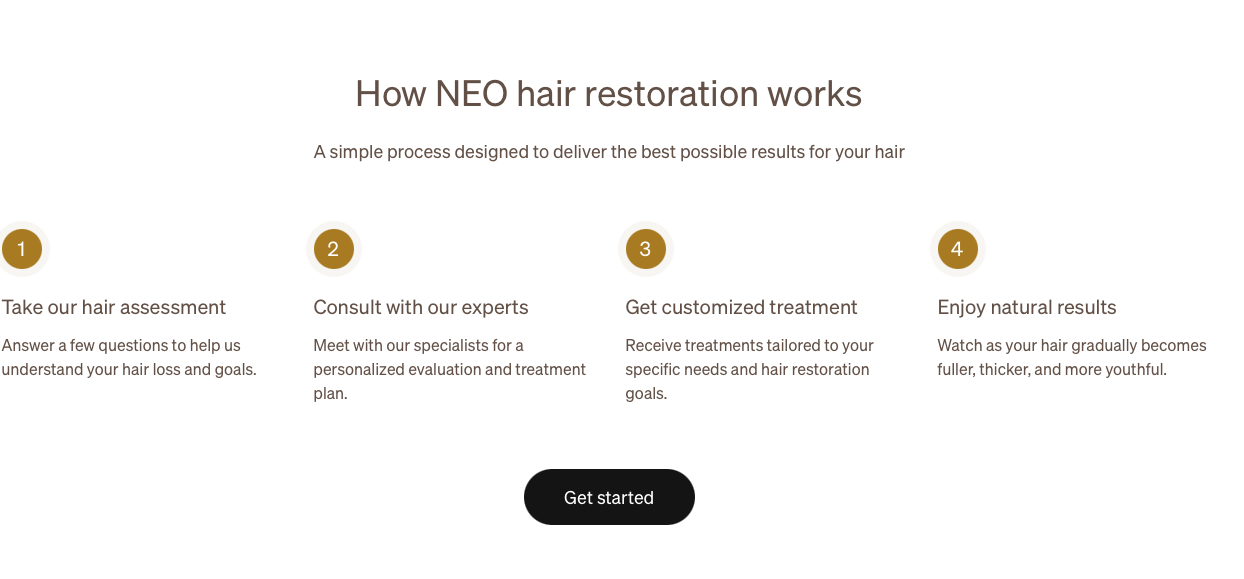 How NEO hair restoration works
A simple process designed to deliver the best possible results for your hair
1
Take our hair assessment
Answer a few questions to help us
understand your hair loss and goals.
2
Consult with our experts
Meet with our specialists for a
personalized evaluation and treatment
plan.
3
Get customized treatment
Receive treatments tailored to your
specific needs and hair restoration
goals.
4
Enjoy natural results
Watch as your hair gradually becomes
fuller, thicker, and more youthful.
Get started